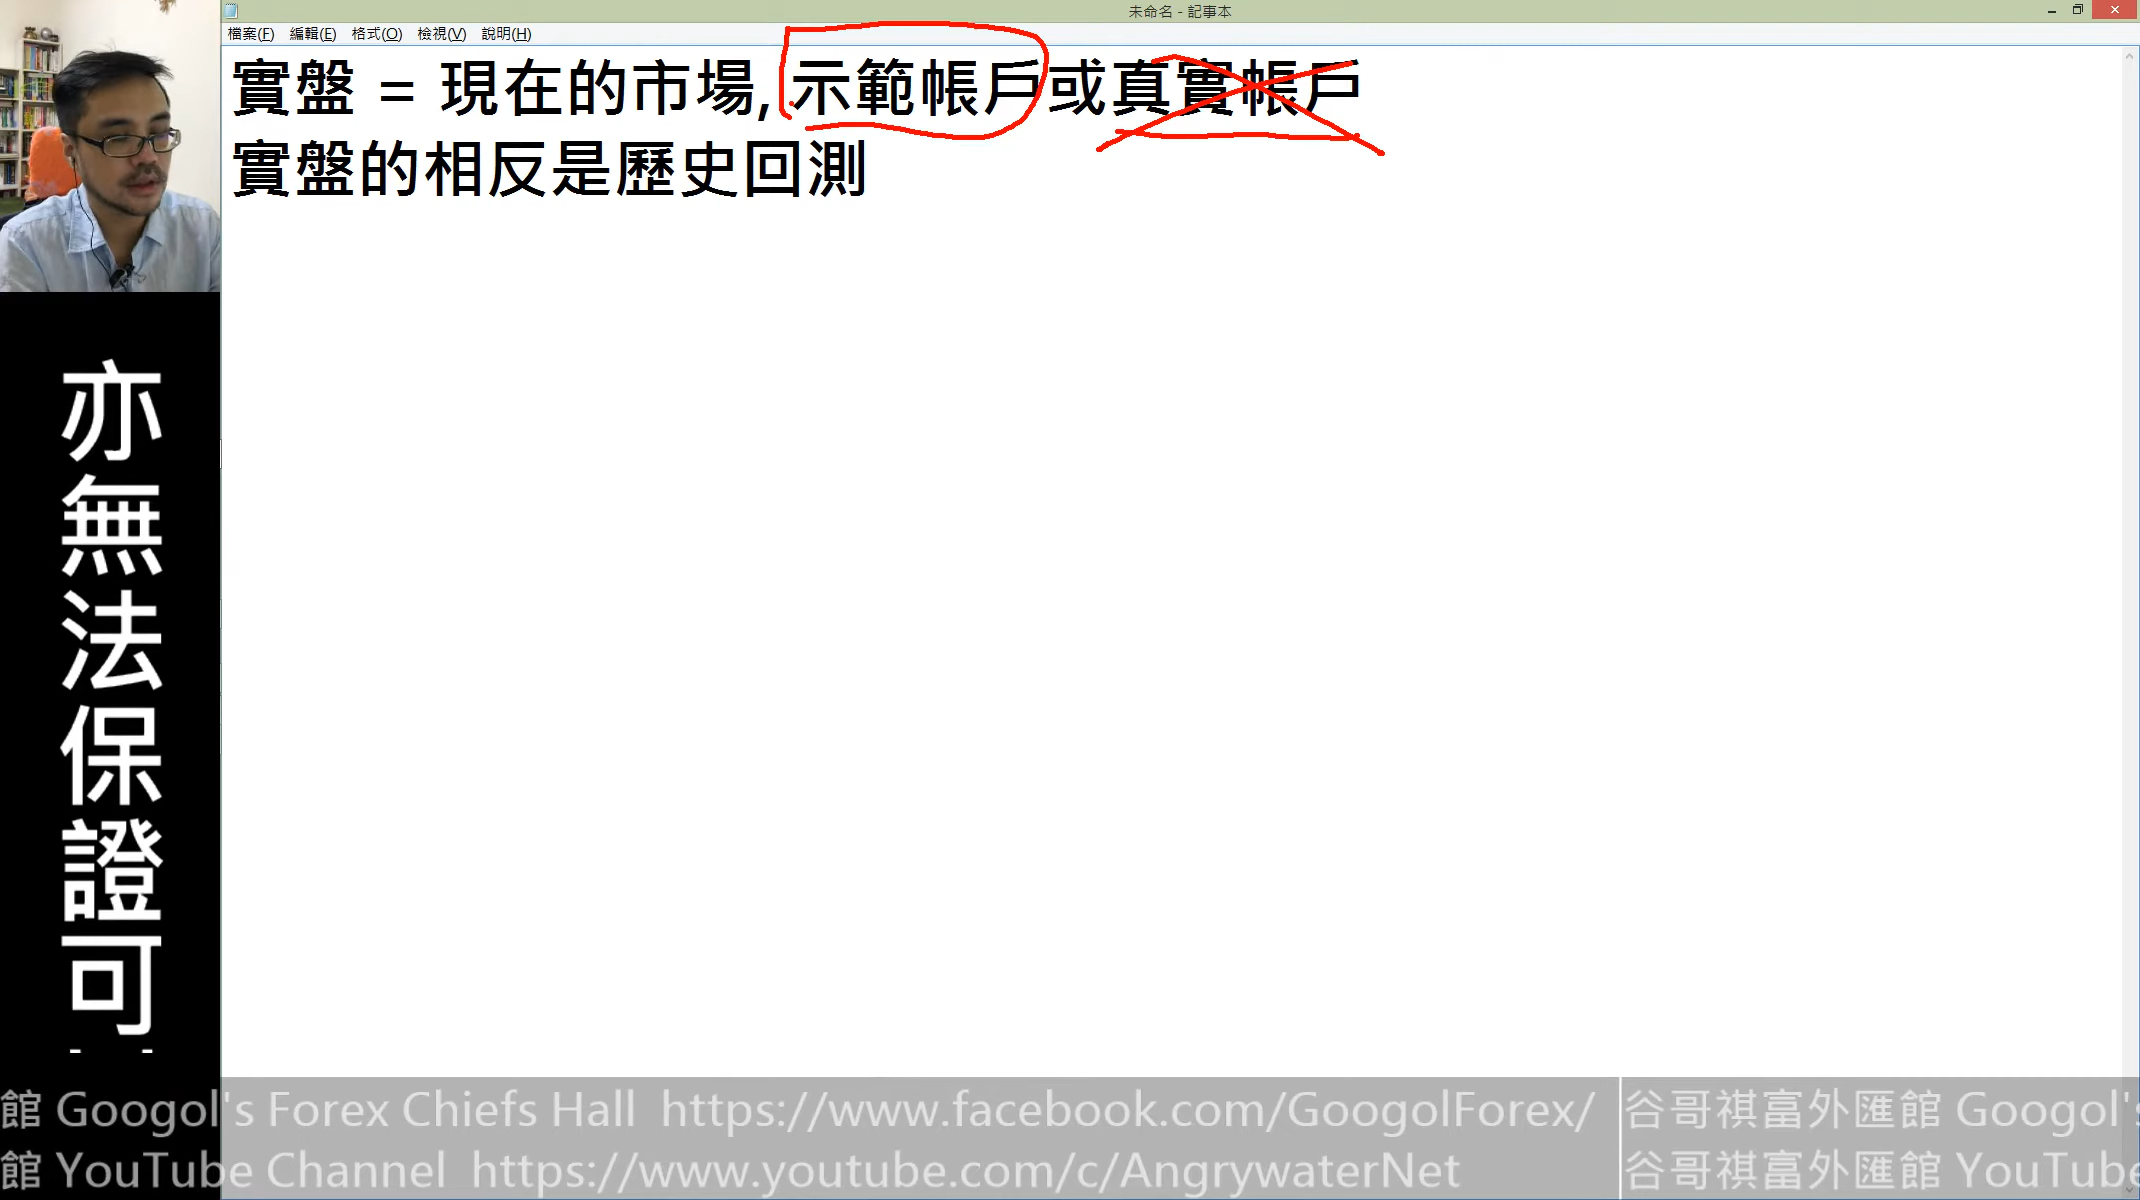 未命名 - 記事本
檔案(F) 編輯(E) 格式(O) 檢視(V) 說明(H)
實盤 = 現在的市場, 示範帳戶或真實帳戶
實盤的相反是歷史回測
亦無法保證可
館 Googol's Forex Chiefs Hall https://www.facebook.com/GoogolForex/ 谷哥祺富外匯館 Googol's
館 YouTube Channel https://www.youtube.com/c/AngrywaterNet 谷哥祺富外匯館 YouTube